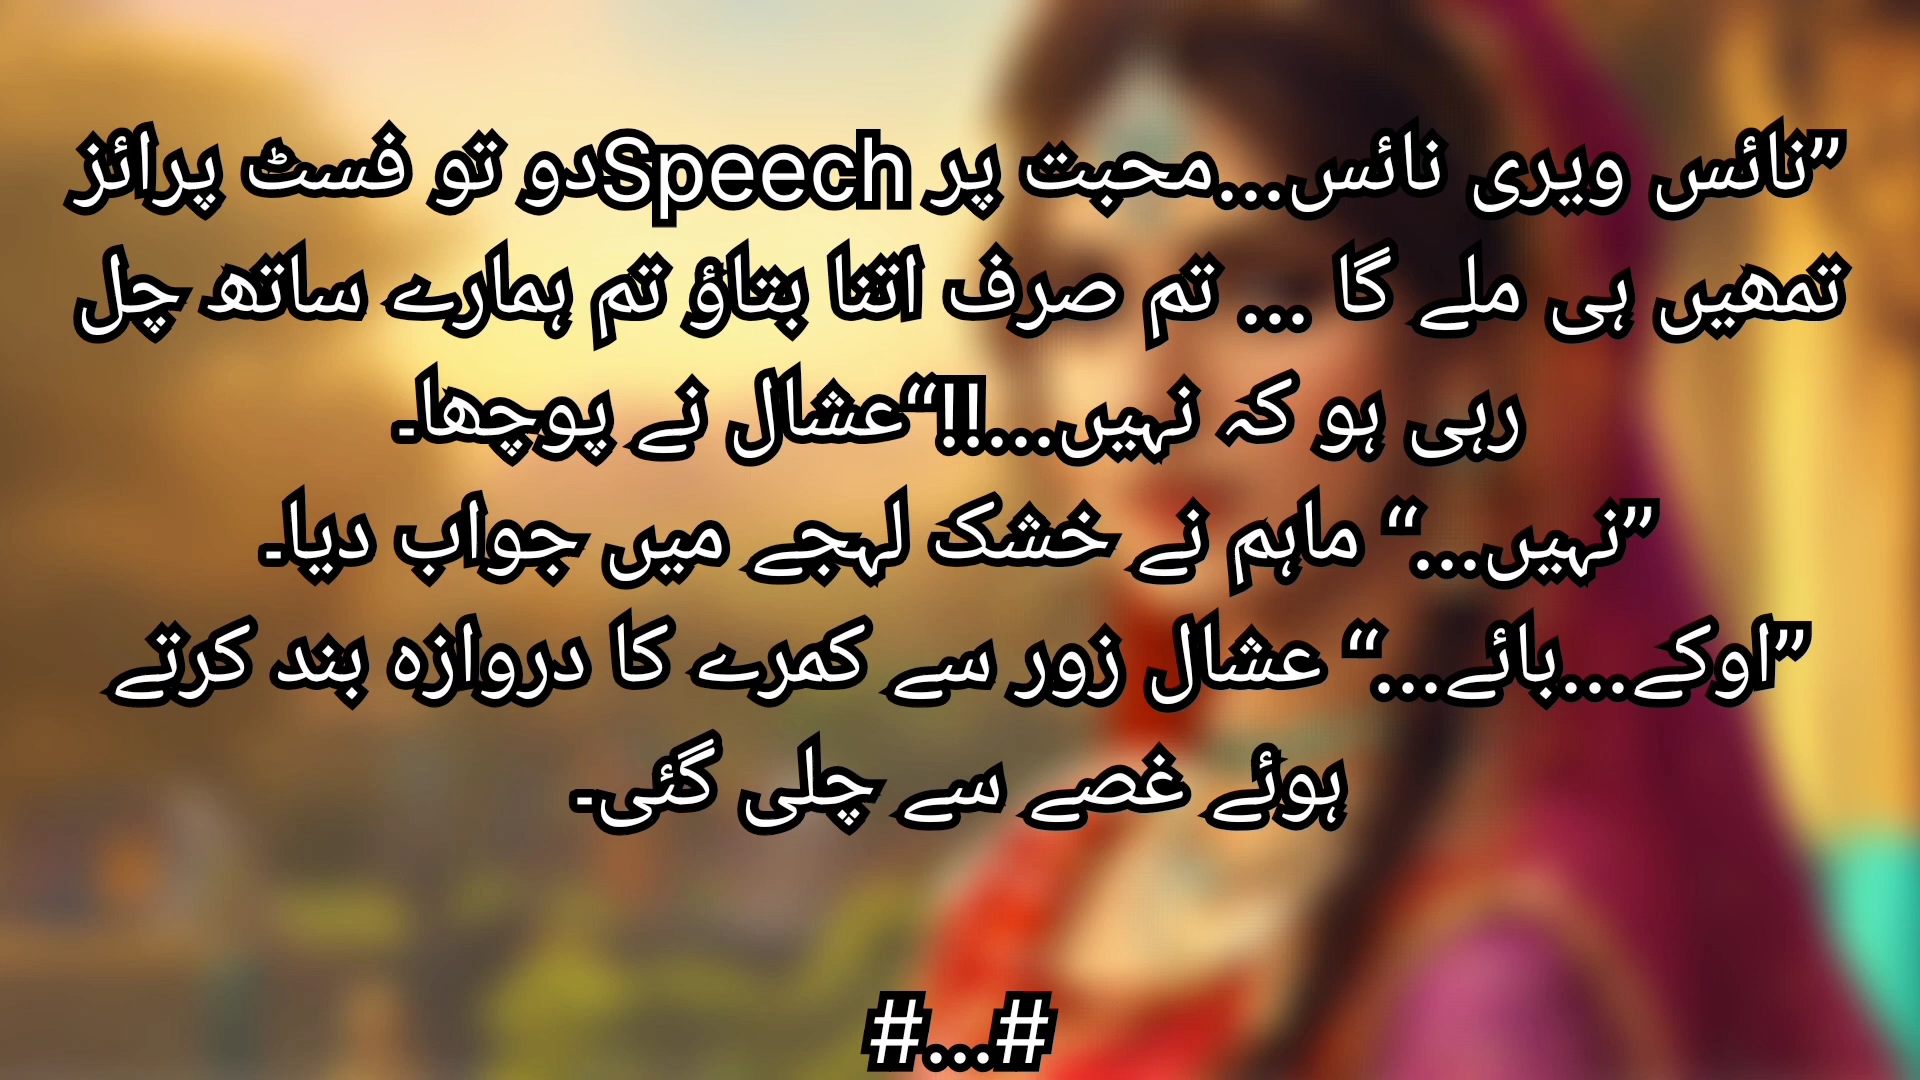 ”نائس ویری نائس...محبت پر Speechدو تو فسٹ پرائز
تمھیں ہی ملے گا ... تم صرف اتنا بتاؤ تم ہمارے ساتھ چل
رہی ہو کہ نہیں...!!“عشال نے پوچھا۔
”نہیں...“ ماہم نے خشک لہجے میں جواب دیا۔
”اوکے...بائے...“ عشال زور سے کمرے کا دروازہ بند کرتے
ہوئے غصے سے چلی گئی۔
#...#